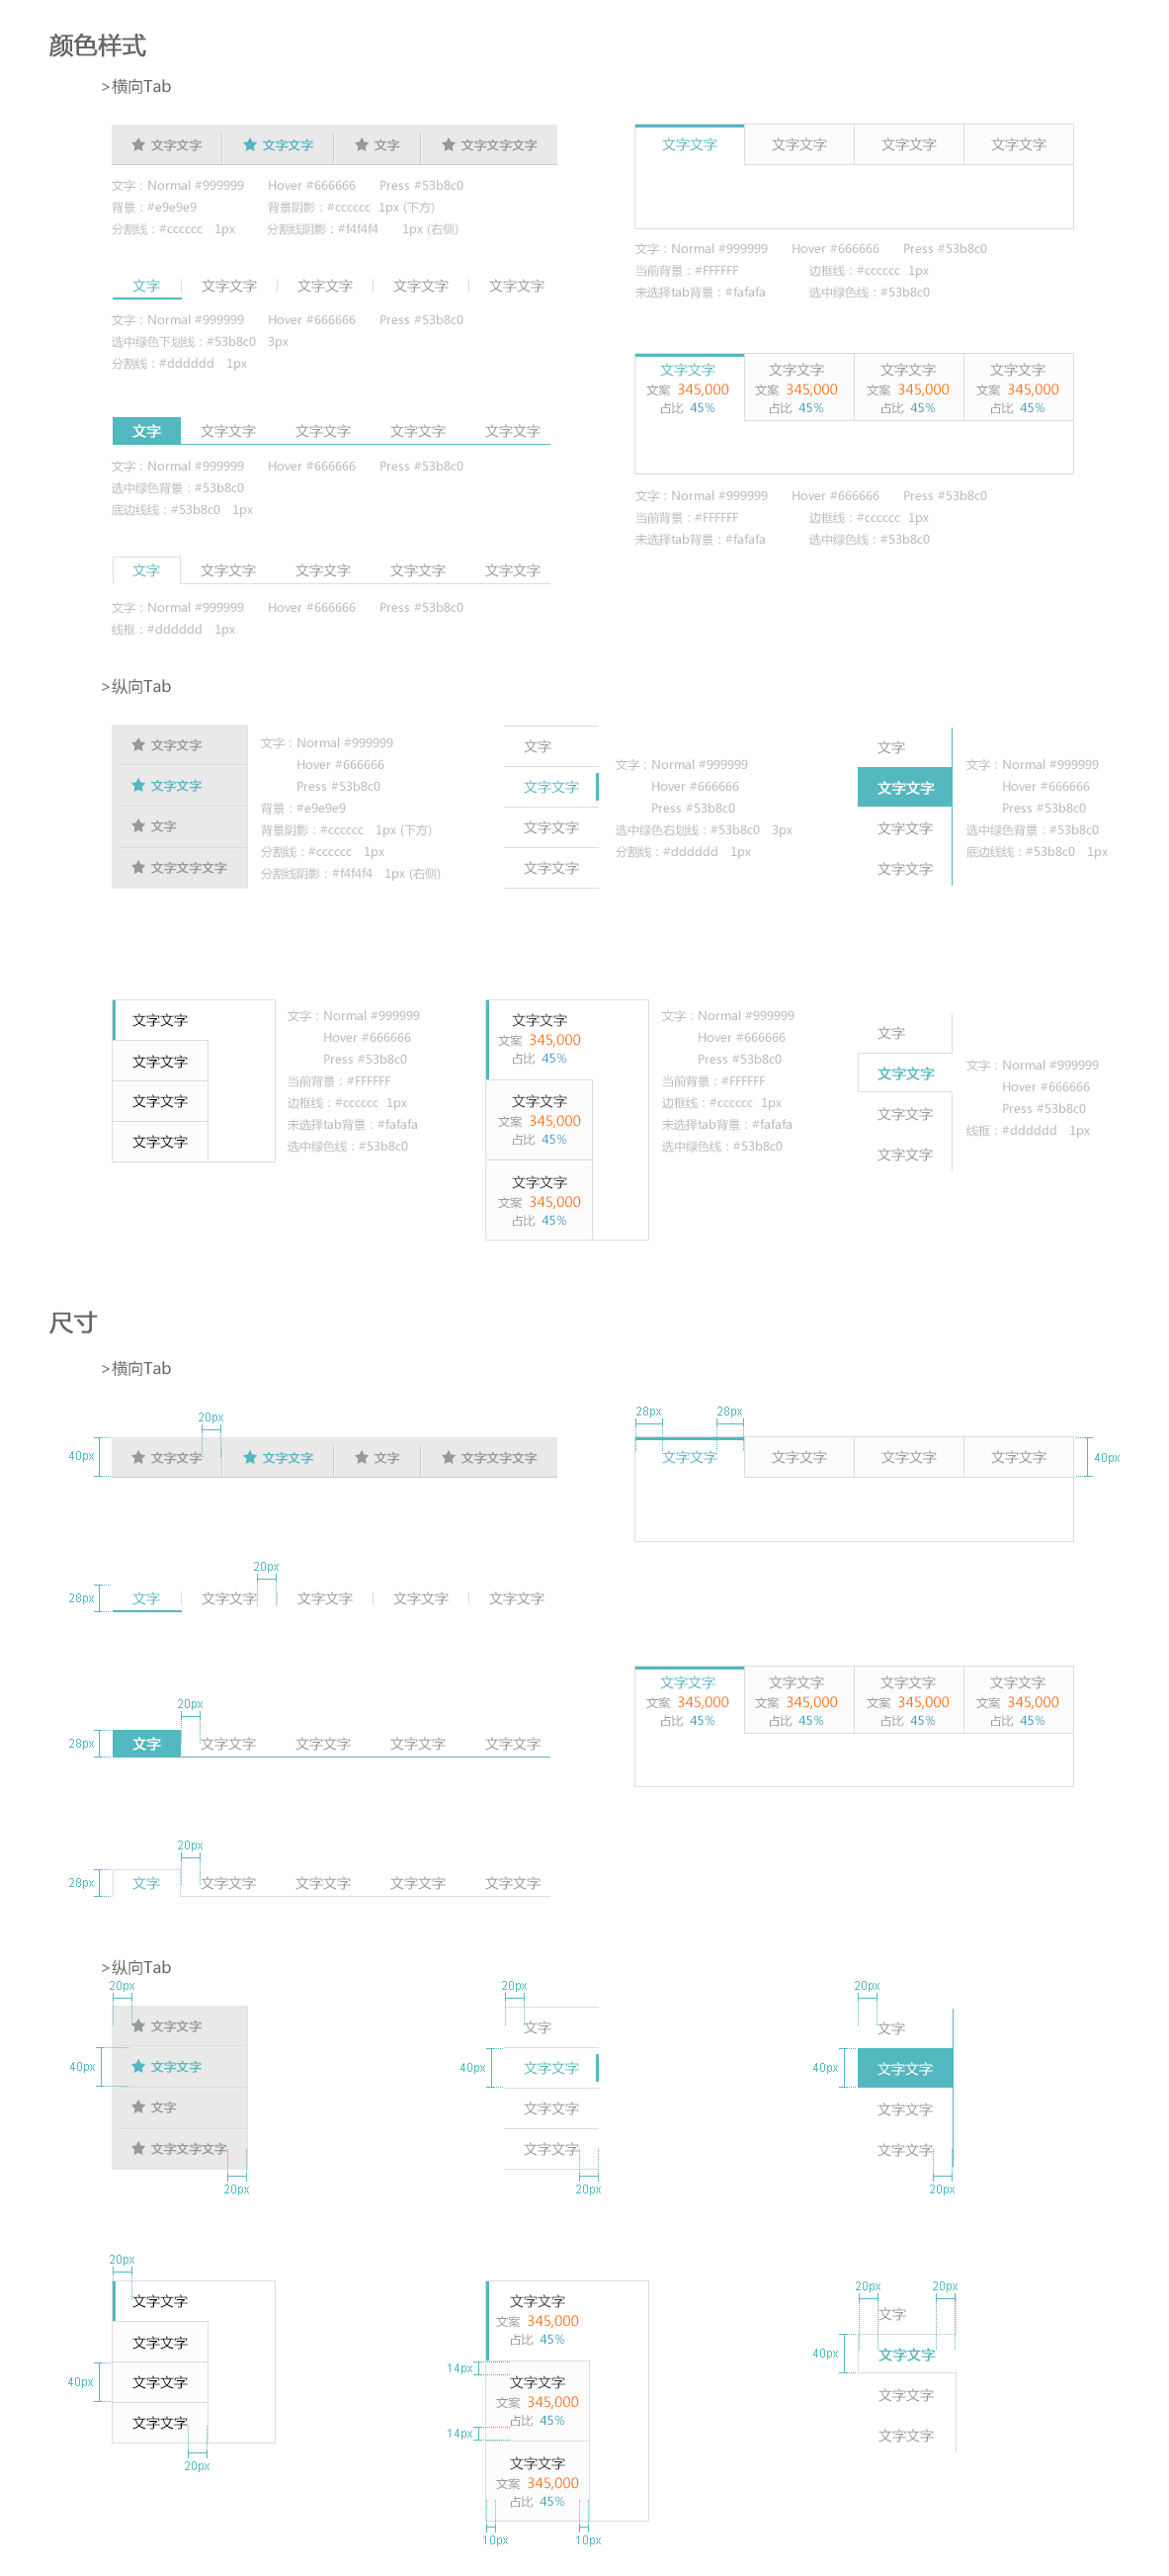 颜色样式
>横向Tab
文字文字 文字文字 文字 文字文字文字
文字：Normal #999999 Hover #666666 Press #53b8c0
背景：#e9e9e9 背景阴影：#cccccc 1px (下方)
分割线：#cccccc 1px 分割线阴影：#f4f4f4 1px (右侧)
文字 文字文字 文字文字 文字文字 文字文字
文字：Normal #999999 Hover #666666 Press #53b8c0
选中绿色下划线：#53b8c0 3px
分割线：#dddddd 1px
文字 文字文字 文字文字 文字文字 文字文字
文字：Normal #999999 Hover #666666 Press #53b8c0
选中绿色背景：#53b8c0
底边线线：#53b8c0 1px
文字 文字文字 文字文字 文字文字 文字文字
文字：Normal #999999 Hover #666666 Press #53b8c0
线框：#dddddd 1px
文字文字 文字文字 文字文字 文字文字
文字：Normal #999999 Hover #666666 Press #53b8c0
当前背景：#FFFFFF 边框线：#cccccc 1px
未选择tab背景：#fafafa 选中绿色线：#53b8c0
文字文字 文字文字 文字文字 文字文字
文案 345,000 文案 345,000 文案 345,000 文案 345,000
占比 45% 占比 45% 占比 45% 占比 45%
文字：Normal #999999 Hover #666666 Press #53b8c0
当前背景：#FFFFFF 边框线：#cccccc 1px
未选择tab背景：#fafafa 选中绿色线：#53b8c0
>纵向Tab
文字文字
文字文字
文字
文字文字文字
文字：Normal #999999
Hover #666666
Press #53b8c0
背景：#e9e9e9
背景阴影：#cccccc 1px (下方)
分割线：#cccccc 1px
分割线阴影：#f4f4f4 1px (右侧)
文字
文字文字
文字文字
文字文字
文字：Normal #999999
Hover #666666
Press #53b8c0
选中绿色右划线：#53b8c0 3px
分割线：#dddddd 1px
文字
文字文字
文字文字
文字文字
文字：Normal #999999
Hover #666666
Press #53b8c0
选中绿色背景：#53b8c0
底边线线：#53b8c0 1px
文字文字
文字文字
文字文字
文字文字
文字：Normal #999999
Hover #666666
Press #53b8c0
当前背景：#FFFFFF
边框线：#cccccc 1px
未选择tab背景：#fafafa
选中绿色线：#53b8c0
文字文字
文案 345,000
占比 45%
文字文字
文案 345,000
占比 45%
文字文字
文案 345,000
占比 45%
文字：Normal #999999
Hover #666666
Press #53b8c0
当前背景：#FFFFFF
边框线：#cccccc 1px
未选择tab背景：#fafafa
选中绿色线：#53b8c0
文字
文字文字
文字文字
文字文字
文字：Normal #999999
Hover #666666
Press #53b8c0
线框：#dddddd 1px
尺寸
>横向Tab
20px
40px 文字文字 文字文字 文字 文字文字文字
20px
28px 文字 文字文字 文字文字 文字文字 文字文字
20px
28px 文字 文字文字 文字文字 文字文字 文字文字
20px
28px 文字 文字文字 文字文字 文字文字 文字文字
28px 28px
文字文字 文字文字 文字文字 文字文字 40px
文字文字 文字文字 文字文字 文字文字
文案 345,000 文案 345,000 文案 345,000 文案 345,000
占比 45% 占比 45% 占比 45% 占比 45%
>纵向Tab
20px
文字文字
40px 文字文字
文字
文字文字文字
20px
20px
文字
40px 文字文字
文字文字
文字文字
20px
20px
文字
40px 文字文字
文字文字
文字文字
20px
20px
文字文字
文字文字
40px 文字文字
文字文字
20px
文字文字
文案 345,000
占比 45%
14px
文字文字
文案 345,000
占比 45%
14px
文字文字
文案 345,000
占比 45%
10px 10px
20px 20px
文字
40px 文字文字
文字文字
文字文字